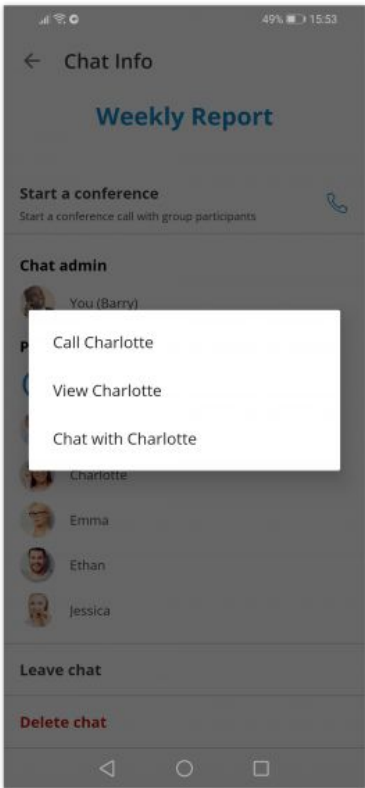 49% 15:53
Chat Info
Weekly Report
Start a conference
Start a conference call with group participants
Chat admin
You (Barry)
P
Call Charlotte
View Charlotte
Chat with Charlotte
Charlotte
Emma
Ethan
Jessica
Leave chat
Delete chat